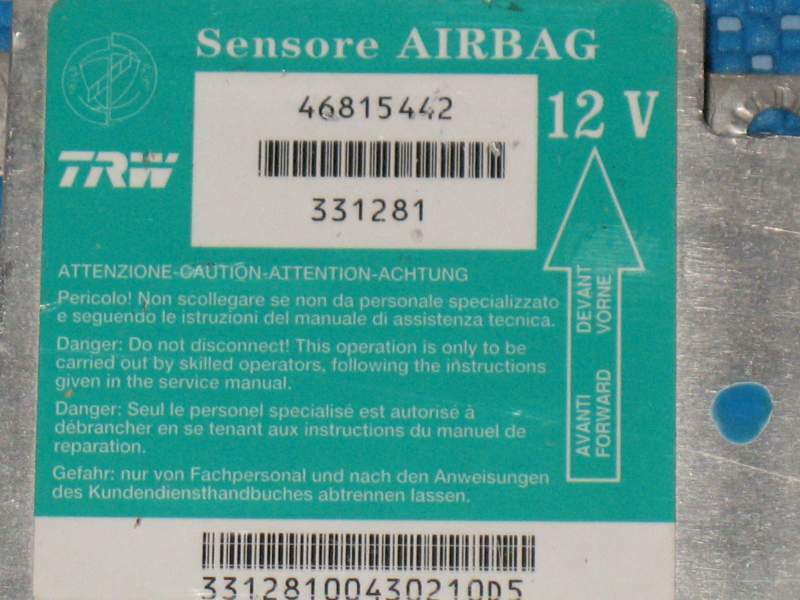 Sensore AIRBAG
46815442
12 V
TRW
331281
ATTENZIONE-CAUTION-ATTENTION-ACHTUNG
Pericolo! Non scollegare se non da personale specializzato
e seguendo le istruzioni del manuale di assistenza tecnica.
Danger: Do not disconnect! This operation is only to be
carried out by skilled operators, following the instructions
given in the service manual.
Danger: Seul le personel specialisé est autorisé à
débrancher en se tenant aux instructions du manuel de
reparation.
Gefahr: nur von Fachpersonal und nach den Anweisungen
des Kundendiensthandbuches abtrennen lassen.
AVANTI DEVANT
FORWARD VORNE
33128100430210D5